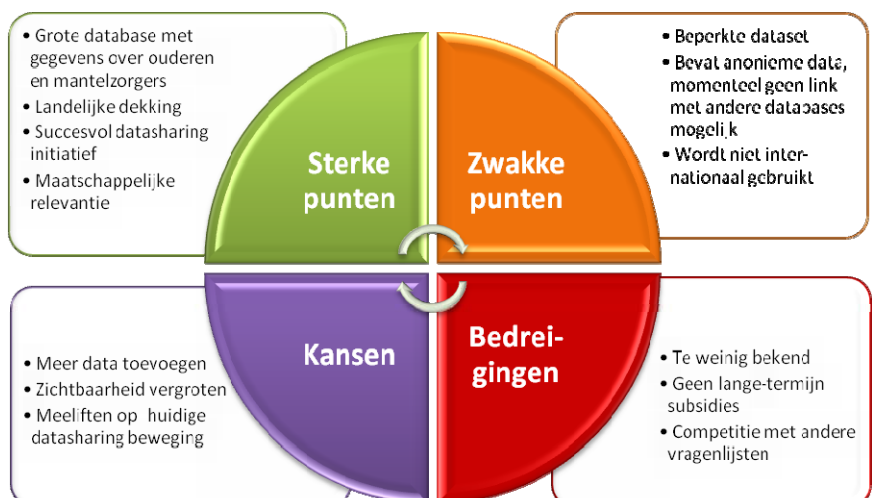 • Grote database met
gegevens over ouderen
en mantelzorgers
• Landelijke dekking
• Succesvol datasharing
initiatief
• Maatschappelijke
relevantie
Sterke
punten
Zwakke
punten
• Beperkte dataset
• Bevat anonieme data,
momenteel geen link
met andere databases
mogelijk
• Wordt niet inter-
nationaal gebruikt
Kansen
• Meer data toevoegen
• Zichtbaarheid vergroten
• Meeliften op huidige
datasharing beweging
Bedrei-
gingen
• Te weinig bekend
• Geen lange-termijn
subsidies
• Competitie met andere
vragenlijsten